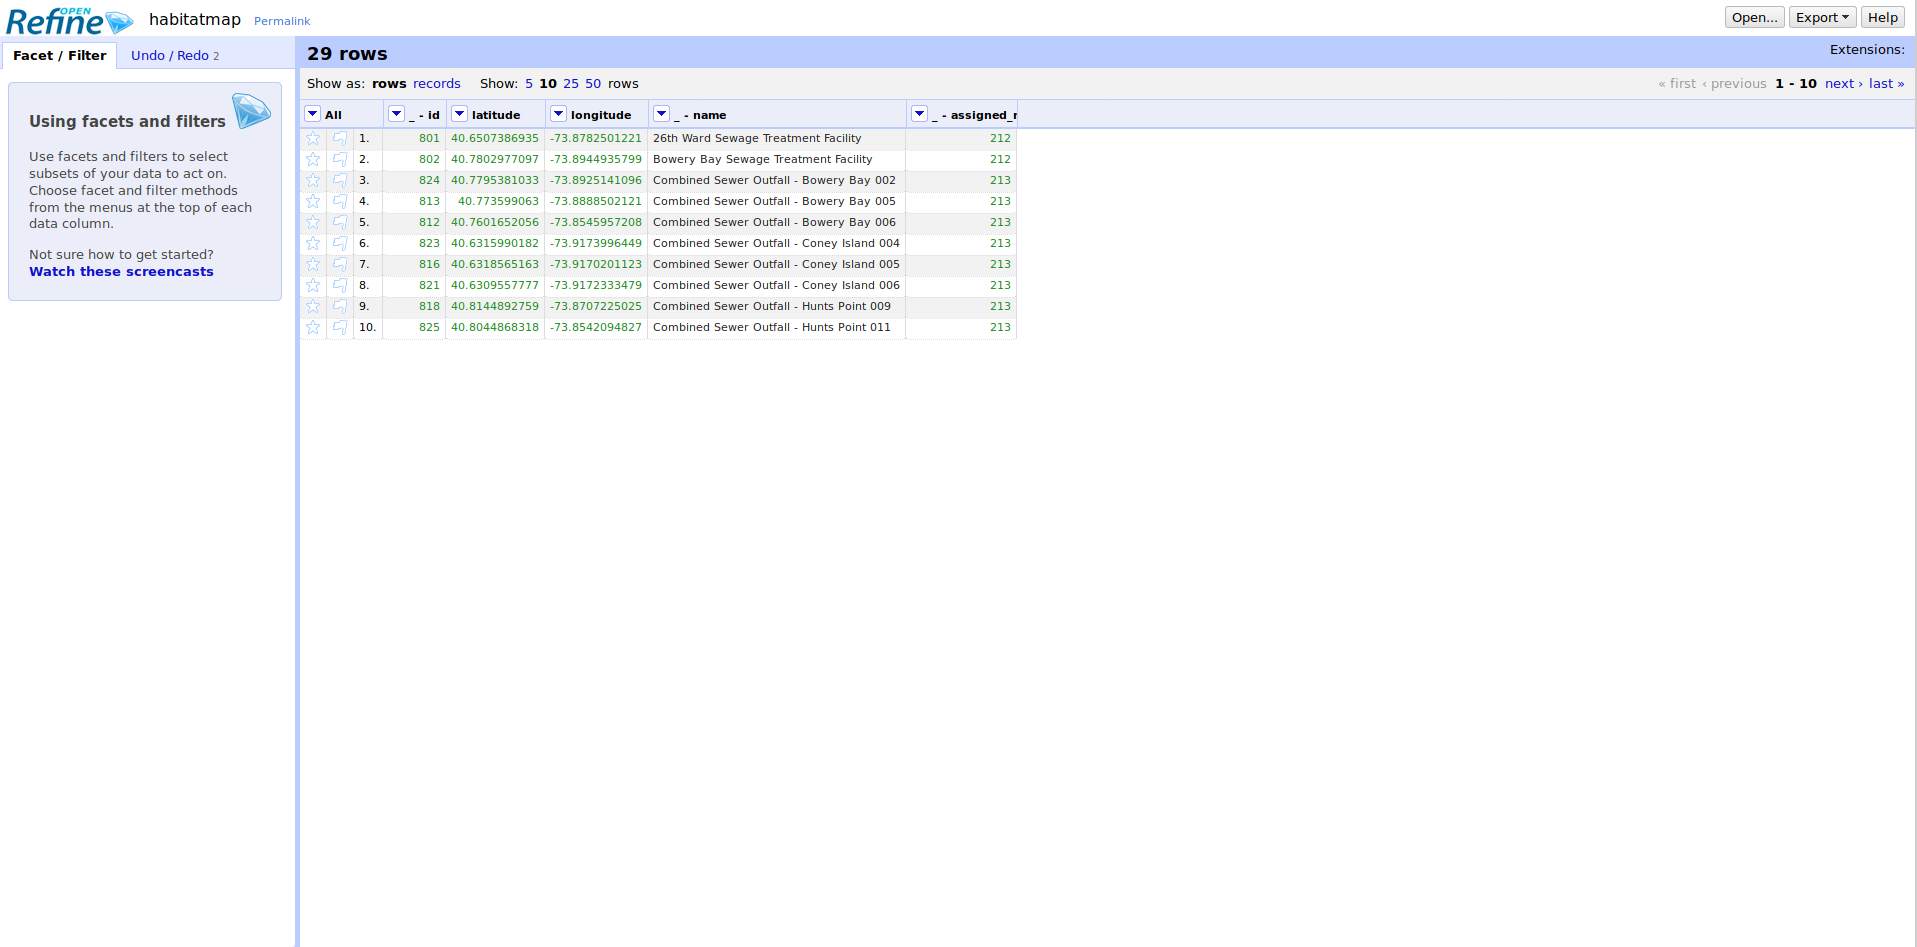 OPEN
Refine habitatmap Permalink Open... Export Help
Facet / Filter Undo / Redo 2 29 rows Extensions:
Show as: rows records Show: 5 10 25 50 rows « first ‹ previous 1 - 10 next › last »
Using facets and filters
Use facets and filters to select
subsets of your data to act on.
Choose facet and filter methods
from the menus at the top of each
data column.
Not sure how to get started?
Watch these screencasts
All _ - id latitude longitude _ - name _ - assigned_r
1. 801 40.6507386935 -73.8782501221 26th Ward Sewage Treatment Facility 212
2. 802 40.7802977097 -73.8944935799 Bowery Bay Sewage Treatment Facility 212
3. 824 40.7795381033 -73.8925141096 Combined Sewer Outfall - Bowery Bay 002 213
4. 813 40.773599063 -73.8888502121 Combined Sewer Outfall - Bowery Bay 005 213
5. 812 40.7601652056 -73.8545957208 Combined Sewer Outfall - Bowery Bay 006 213
6. 823 40.6315990182 -73.9173996449 Combined Sewer Outfall - Coney Island 004 213
7. 816 40.6318565163 -73.9170201123 Combined Sewer Outfall - Coney Island 005 213
8. 821 40.6309557777 -73.9172333479 Combined Sewer Outfall - Coney Island 006 213
9. 818 40.8144892759 -73.8707225025 Combined Sewer Outfall - Hunts Point 009 213
10. 825 40.8044868318 -73.8542094827 Combined Sewer Outfall - Hunts Point 011 213